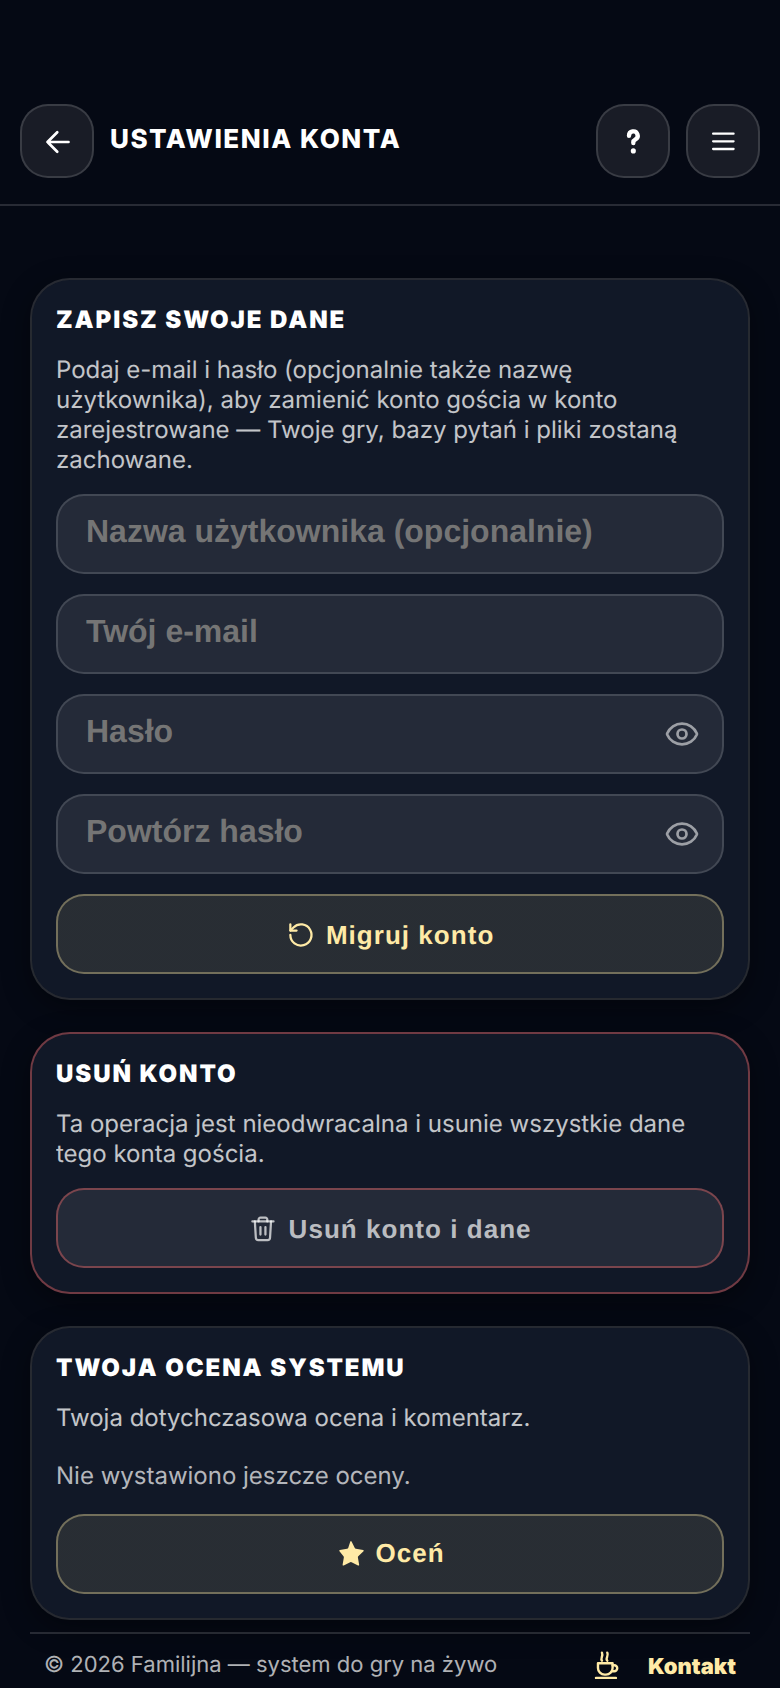 USTAWIENIA KONTA
?
ZAPISZ SWOJE DANE
Podaj e-mail i hasło (opcjonalnie także nazwę
użytkownika), aby zamienić konto gościa w konto
zarejestrowane — Twoje gry, bazy pytań i pliki zostaną
zachowane.
Nazwa użytkownika (opcjonalnie)
Twój e-mail
Hasło
Powtórz hasło
Migruj konto
USUŃ KONTO
Ta operacja jest nieodwracalna i usunie wszystkie dane
tego konta gościa.
Usuń konto i dane
TWOJA OCENA SYSTEMU
Twoja dotychczasowa ocena i komentarz.
Nie wystawiono jeszcze oceny.
Oceń
© 2026 Familijna — system do gry na żywo
Kontakt